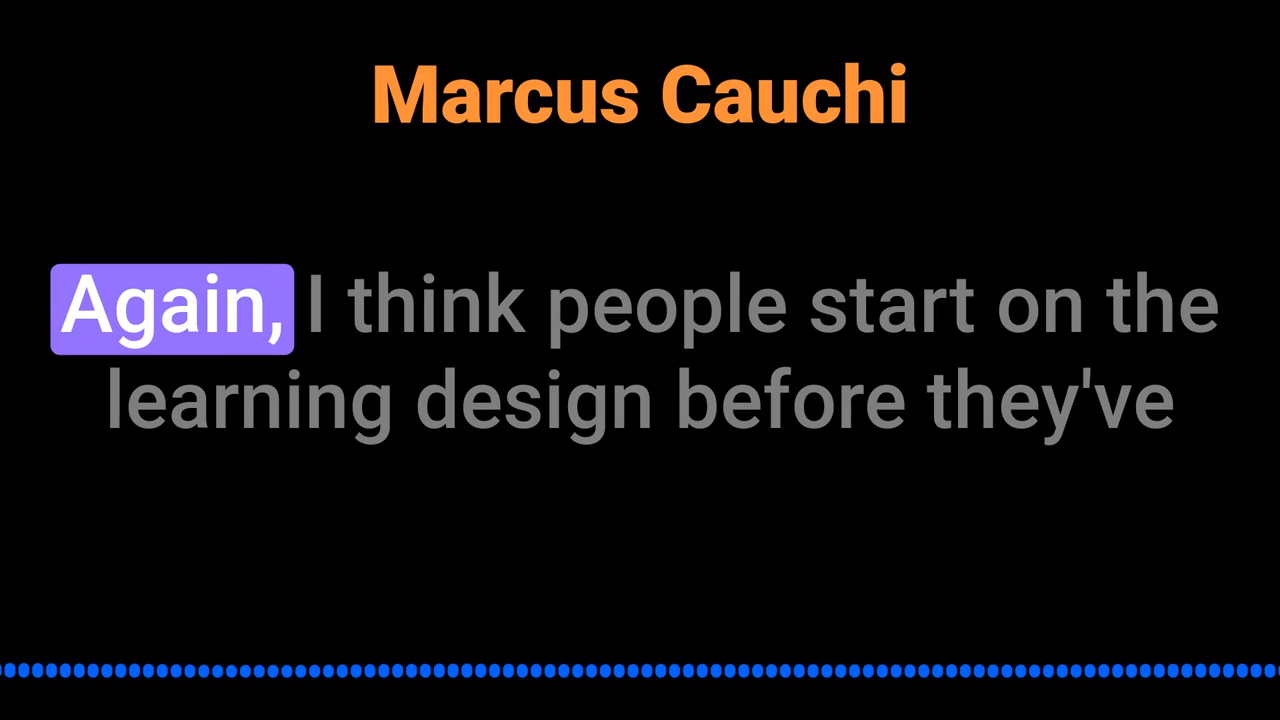 Marcus Cauchi
Again, I think people start on the
learning design before they've